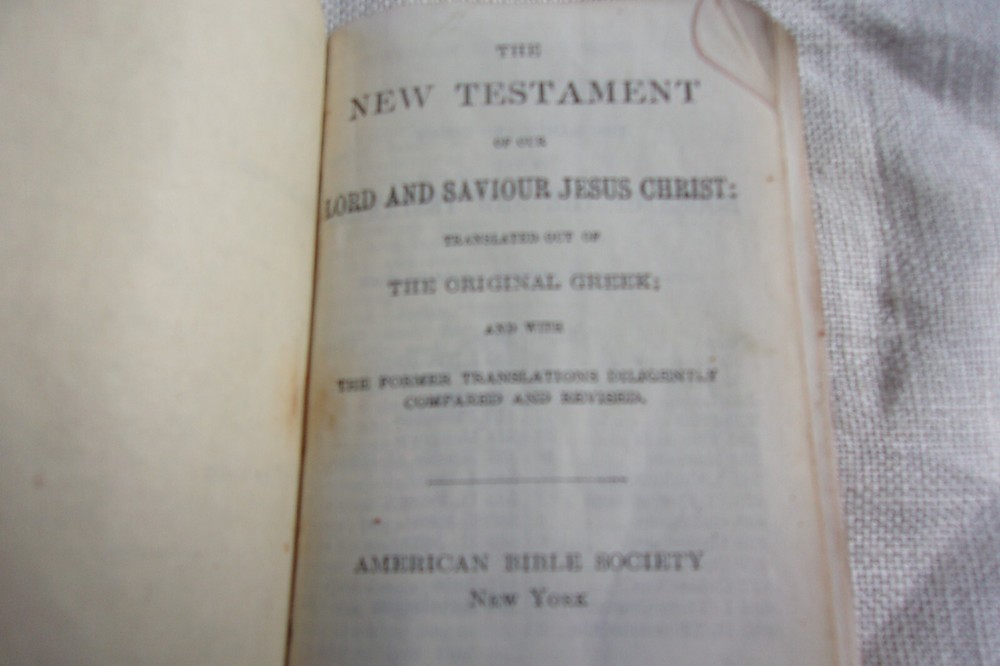 THE
NEW TESTAMENT
OF OUR
LORD AND SAVIOUR JESUS CHRIST:
TRANSLATED OUT OF
THE ORIGINAL GREEK;
AND WITH
THE FORMER TRANSLATIONS DILIGENTLY
COMPARED AND REVISED.
AMERICAN BIBLE SOCIETY
NEW YORK